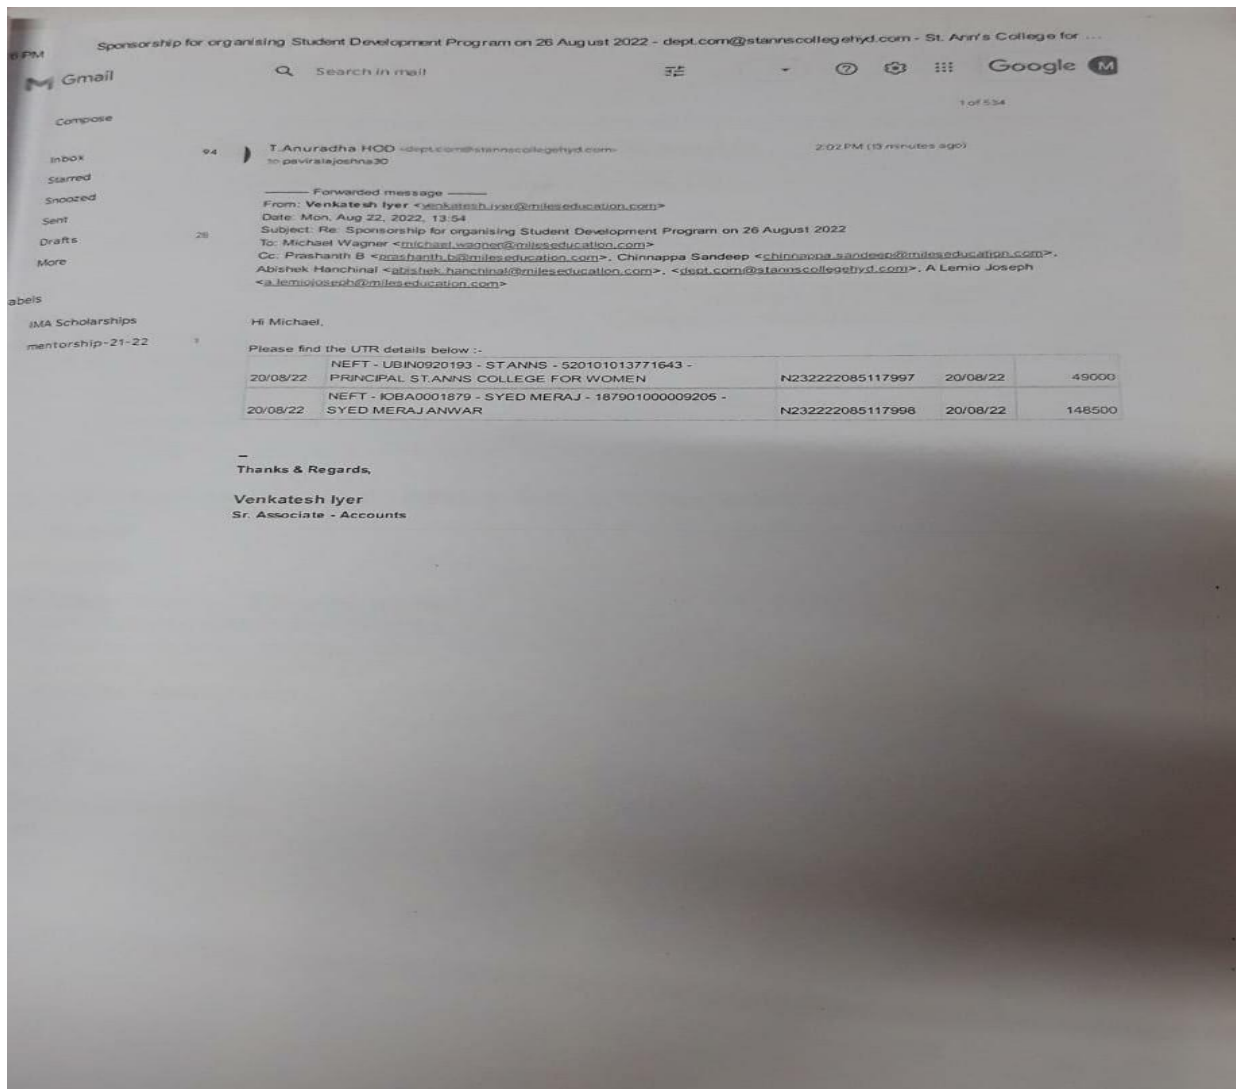 6 PM
Sponsorship for organising Student Development Program on 26 August 2022 - dept.com@stannscollegehyd.com - St. Ann's College for ...
Gmail
Search in mail
Google M
1 of 534
Compose
Inbox 94
Starred
Snoozed
Sent
Drafts 28
More
abels
IMA Scholarships
mentorship-21-22
T.Anuradha HOD <dept.com@stannscollegehyd.com> 2:02 PM (13 minutes ago)
to paviralajoshna30
Forwarded message
From: Venkatesh Iyer <venkatesh.iyer@mileseducation.com>
Date: Mon, Aug 22, 2022, 13:54
Subject: Re: Sponsorship for organising Student Development Program on 26 August 2022
To: Michael Wagner <michael.wagner@mileseducation.com>
Cc: Prashanth B <prashanth.b@mileseducation.com>, Chinnappa Sandeep <chinnappa.sandeep@mileseducation.com>,
Abishek Hanchinal <abishek.hanchinal@mileseducation.com>, <dept.com@stannscollegehyd.com>, A Lemio Joseph
<a.lemiojoseph@mileseducation.com>
Hi Michael,
Please find the UTR details below :-
NEFT - UBIN0920193 - ST ANNS - 520101013771643 -
20/08/22 PRINCIPAL ST.ANNS COLLEGE FOR WOMEN N232222085117997 20/08/22 49000
NEFT - IOBA0001879 - SYED MERAJ - 187901000009205 -
20/08/22 SYED MERAJ ANWAR N232222085117998 20/08/22 148500
--
Thanks & Regards,
Venkatesh Iyer
Sr. Associate - Accounts